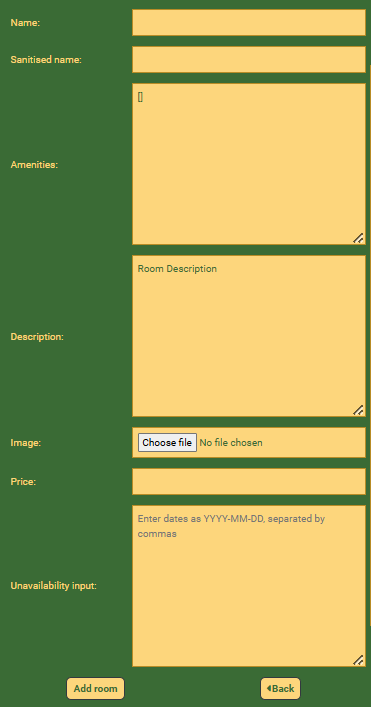 Name:
Sanitised name:
[]
Amenities:
Room Description
Description:
Image:
Choose file No file chosen
Price:
Enter dates as YYYY-MM-DD, separated by
commas
Unavailability input:
Add room
Back